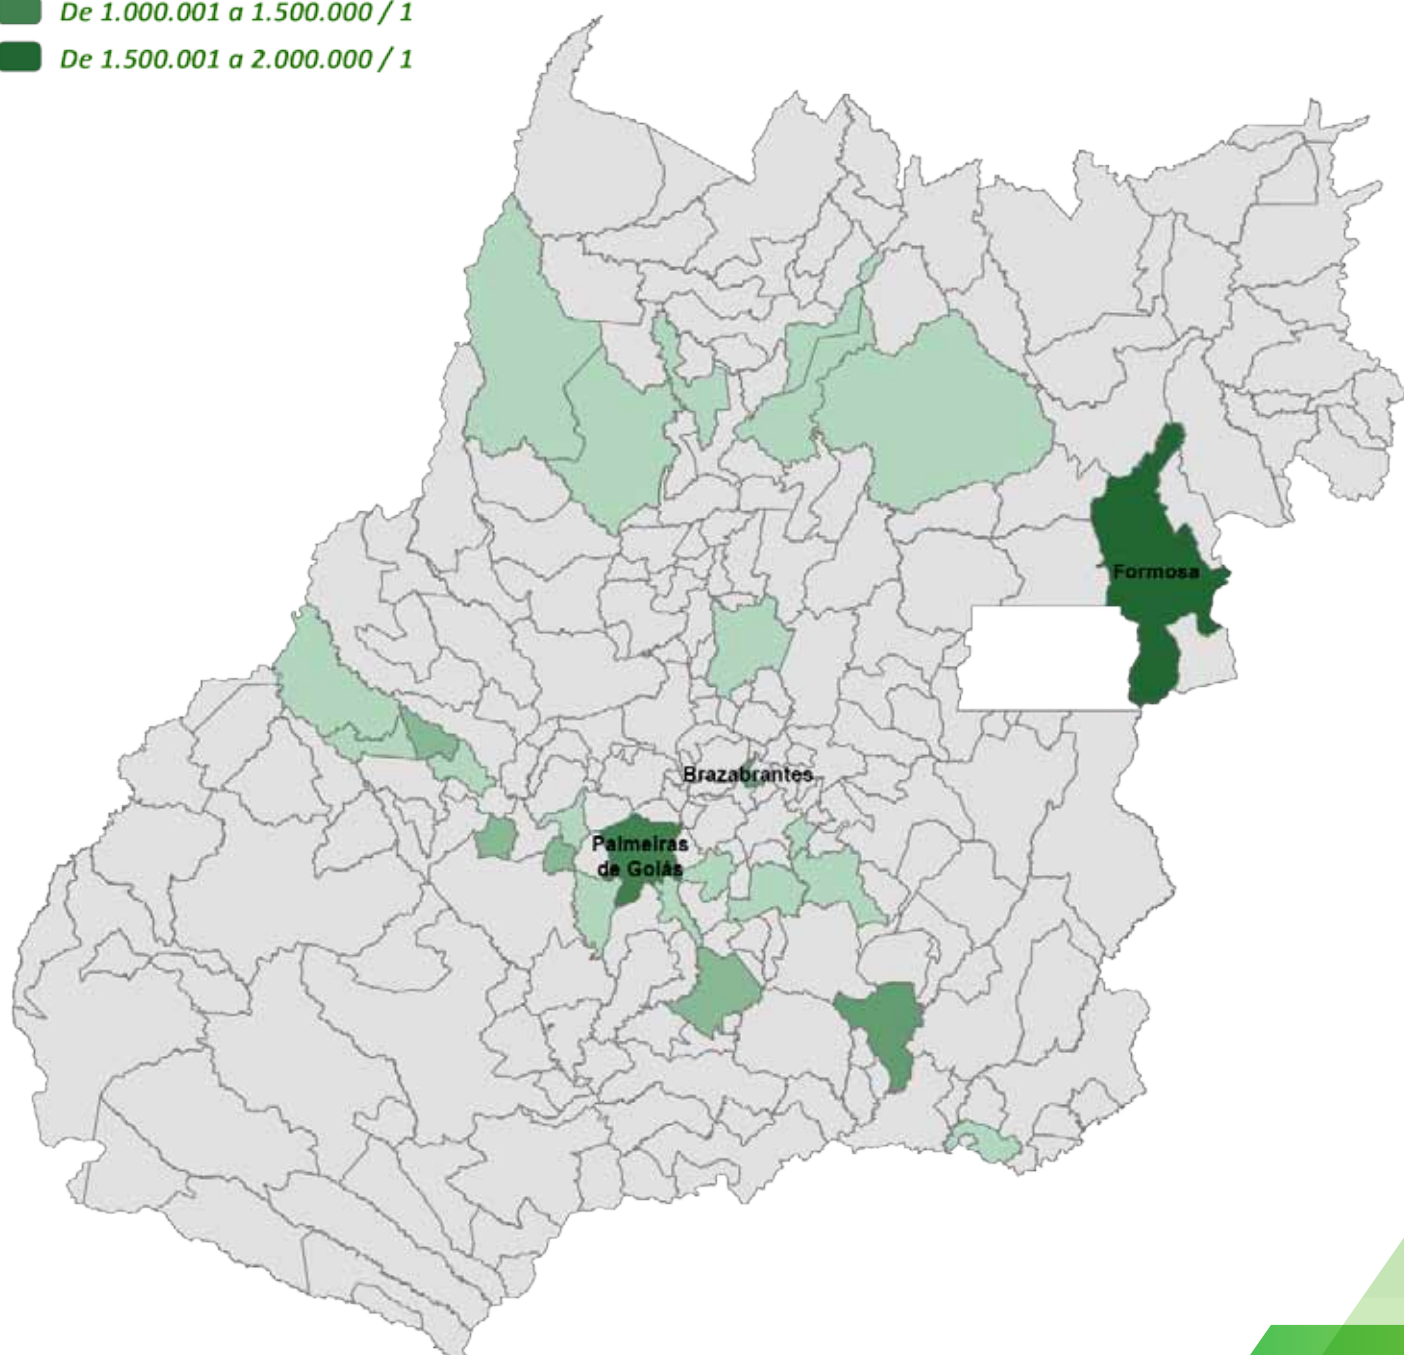 De 1.000.001 a 1.500.000 / 1
De 1.500.001 a 2.000.000 / 1
Formosa
Brazabrantes
Palmeiras
de Goiás